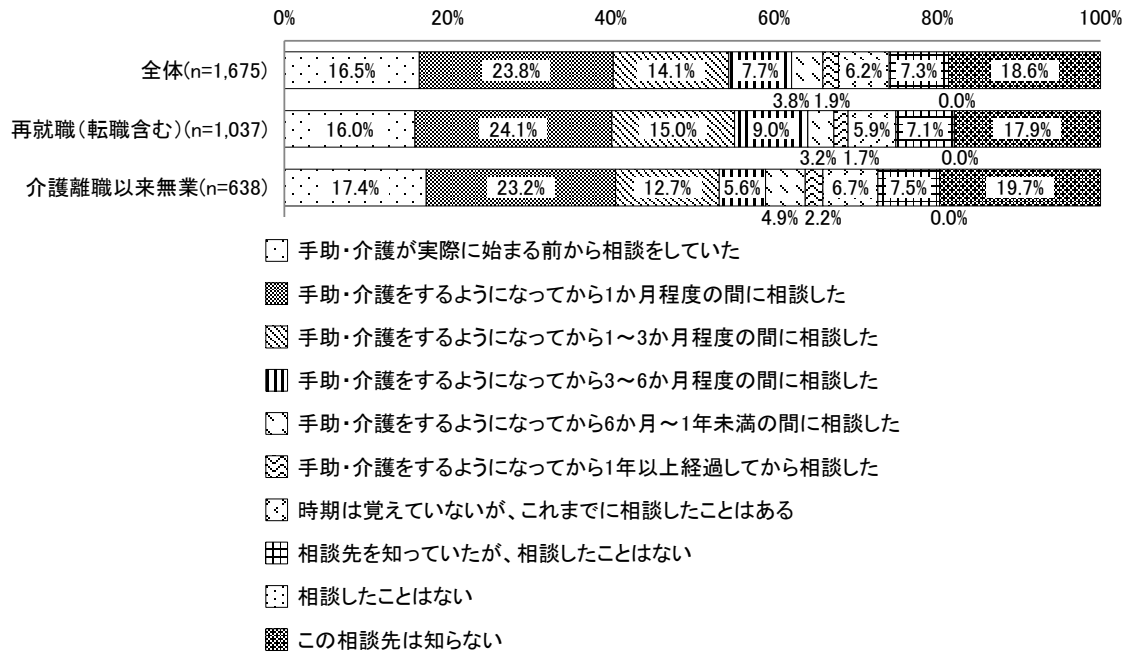 0% 20% 40% 60% 80% 100%
全体(n=1,675) 16.5% 23.8% 14.1% 7.7% 6.2% 7.3% 18.6%
3.8% 1.9% 0.0%
再就職(転職含む)(n=1,037) 16.0% 24.1% 15.0% 9.0% 5.9% 7.1% 17.9%
3.2% 1.7% 0.0%
介護離職以来無業(n=638) 17.4% 23.2% 12.7% 5.6% 6.7% 7.5% 19.7%
4.9% 2.2% 0.0%
手助・介護が実際に始まる前から相談をしていた
手助・介護をするようになってから1か月程度の間に相談した
手助・介護をするようになってから1～3か月程度の間に相談した
手助・介護をするようになってから3～6か月程度の間に相談した
手助・介護をするようになってから6か月～1年未満の間に相談した
手助・介護をするようになってから1年以上経過してから相談した
時期は覚えていないが、これまでに相談したことはある
相談先を知っていたが、相談したことはない
相談したことはない
この相談先は知らない